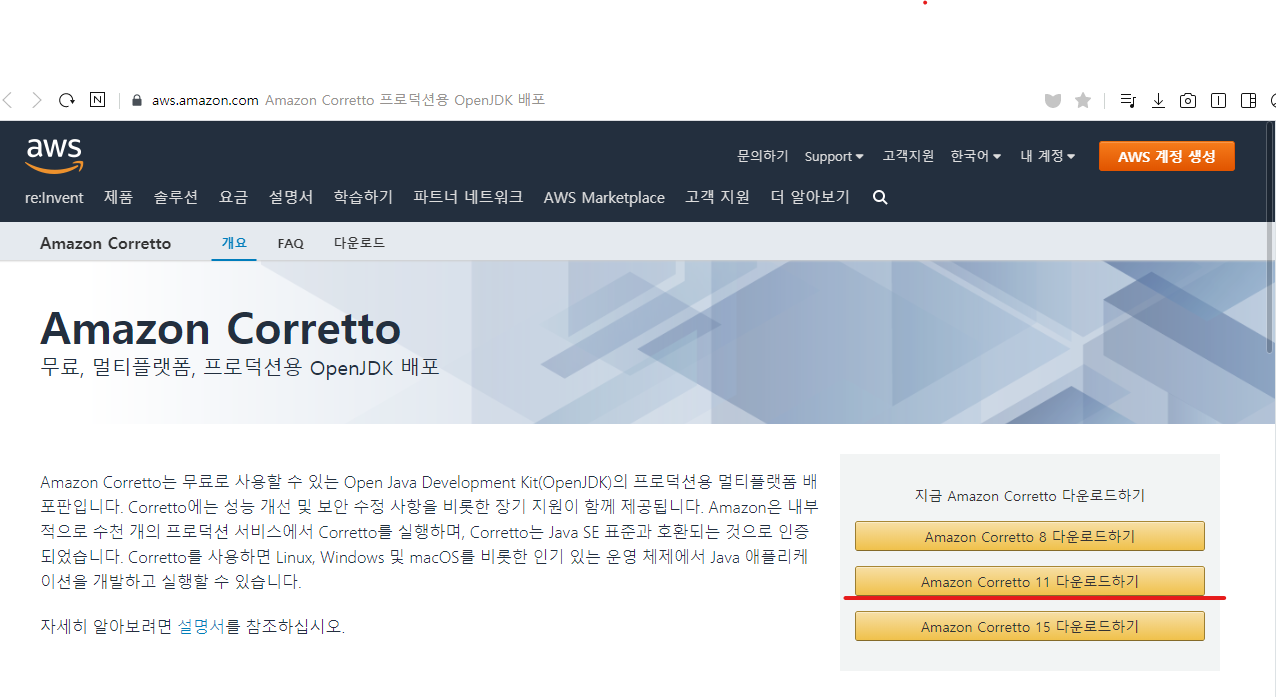 N aws.amazon.com Amazon Corretto 프로덕션용 OpenJDK 배포
aws
문의하기 Support 고객지원 한국어 내 계정 AWS 계정 생성
re:Invent 제품 솔루션 요금 설명서 학습하기 파트너 네트워크 AWS Marketplace 고객 지원 더 알아보기
Amazon Corretto 개요 FAQ 다운로드
Amazon Corretto
무료, 멀티플랫폼, 프로덕션용 OpenJDK 배포
Amazon Corretto는 무료로 사용할 수 있는 Open Java Development Kit(OpenJDK)의 프로덕션용 멀티플랫폼 배
포판입니다. Corretto에는 성능 개선 및 보안 수정 사항을 비롯한 장기 지원이 함께 제공됩니다. Amazon은 내부
적으로 수천 개의 프로덕션 서비스에서 Corretto를 실행하며, Corretto는 Java SE 표준과 호환되는 것으로 인증
되었습니다. Corretto를 사용하면 Linux, Windows 및 macOS를 비롯한 인기 있는 운영 체제에서 Java 애플리케
이션을 개발하고 실행할 수 있습니다.
자세히 알아보려면 설명서를 참조하십시오.
지금 Amazon Corretto 다운로드하기
Amazon Corretto 8 다운로드하기
Amazon Corretto 11 다운로드하기
Amazon Corretto 15 다운로드하기